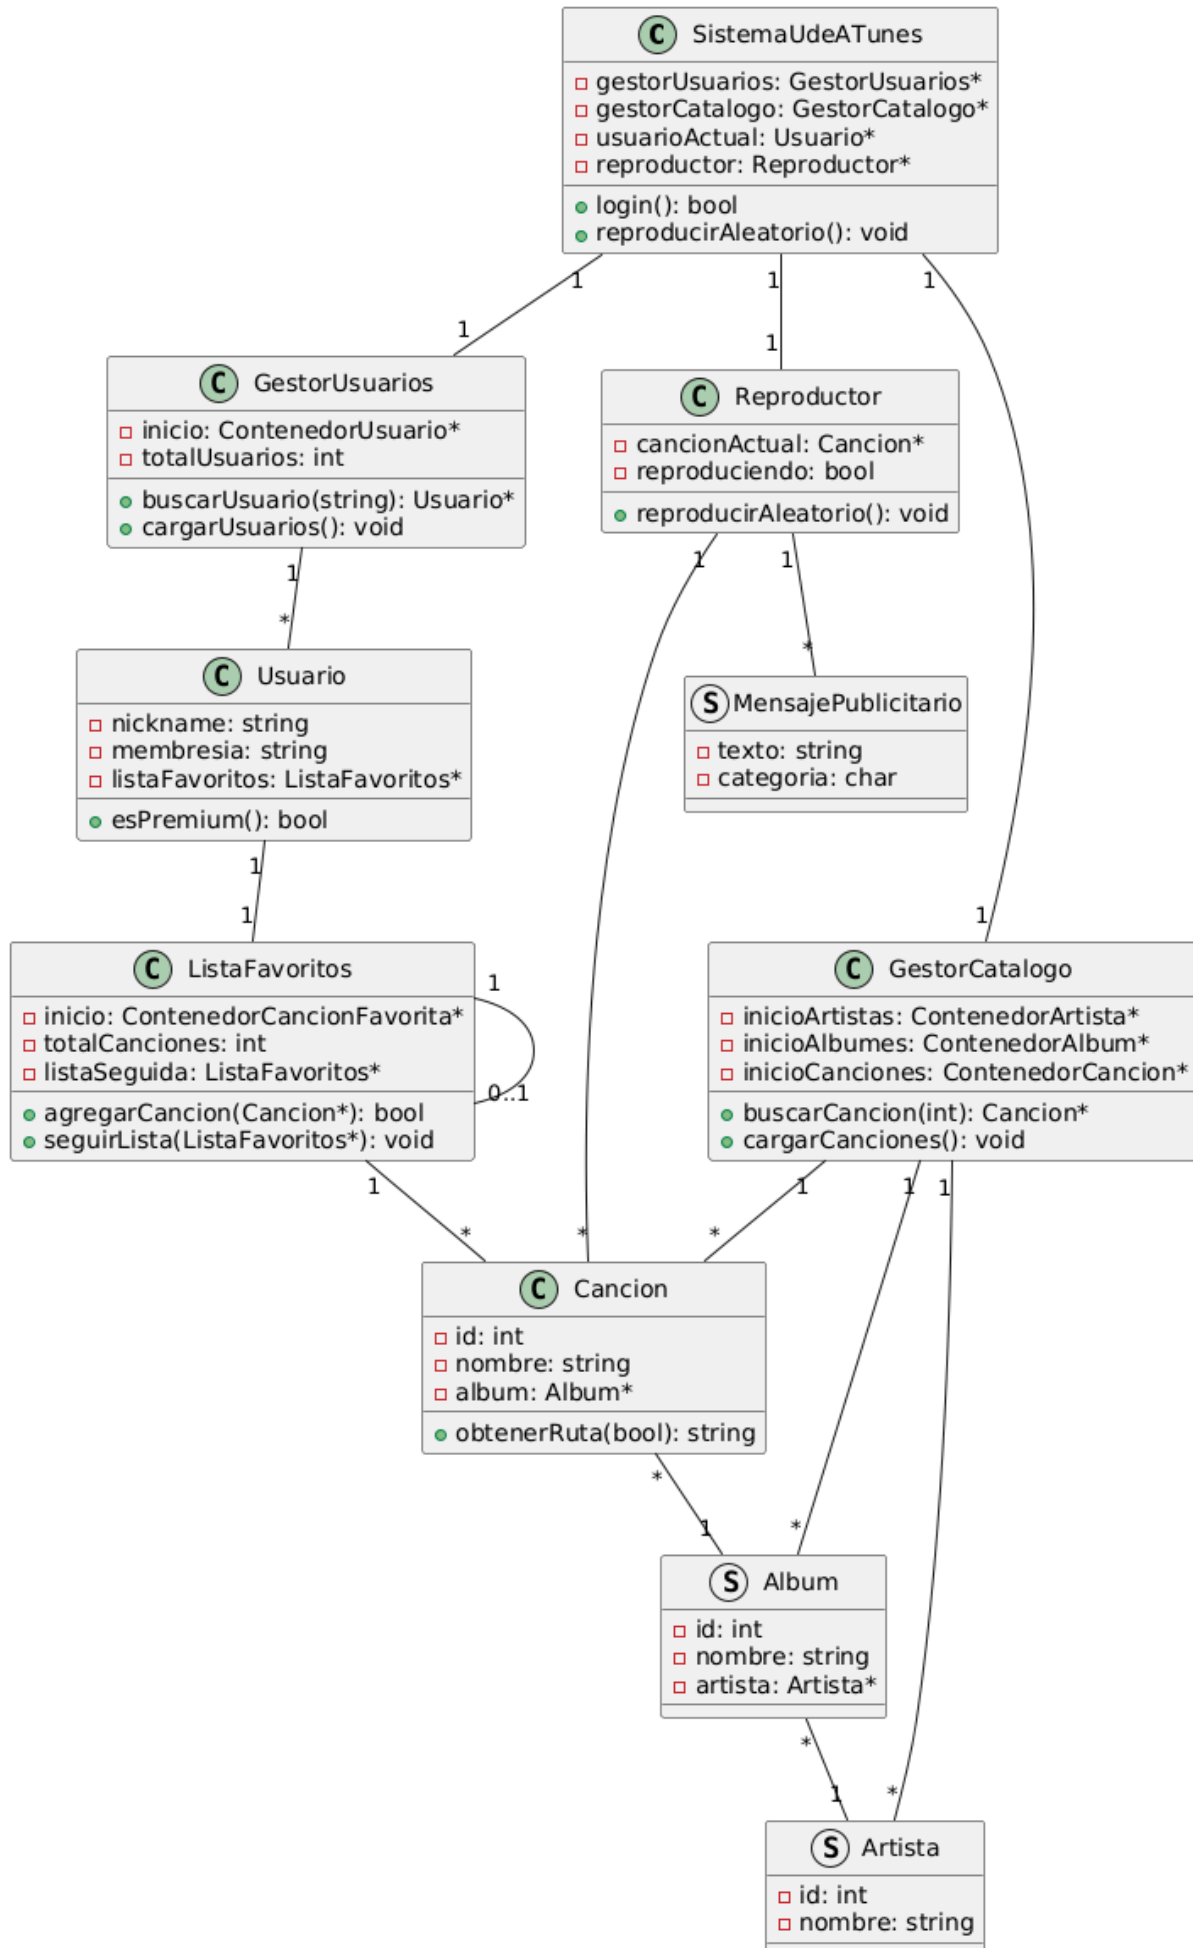 C SistemaUdeATunes
gestorUsuarios: GestorUsuarios*
gestorCatalogo: GestorCatalogo*
usuarioActual: Usuario*
reproductor: Reproductor*
login(): bool
reproducirAleatorio(): void
1 1 1
1 1
C GestorUsuarios
inicio: ContenedorUsuario*
totalUsuarios: int
buscarUsuario(string): Usuario*
cargarUsuarios(): void
C Reproductor
cancionActual: Cancion*
reproduciendo: bool
reproducirAleatorio(): void
1 1 1
* *
C Usuario
nickname: string
membresia: string
listaFavoritos: ListaFavoritos*
esPremium(): bool
S MensajePublicitario
texto: string
categoria: char
1
1 1
C ListaFavoritos
inicio: ContenedorCancionFavorita*
totalCanciones: int
listaSeguida: ListaFavoritos*
agregarCancion(Cancion*): bool
seguirLista(ListaFavoritos*): void
1
0..1
C GestorCatalogo
inicioArtistas: ContenedorArtista*
inicioAlbumes: ContenedorAlbum*
inicioCanciones: ContenedorCancion*
buscarCancion(int): Cancion*
cargarCanciones(): void
1 1 1 1
* * *
C Cancion
id: int
nombre: string
album: Album*
obtenerRuta(bool): string
*
1 *
S Album
id: int
nombre: string
artista: Artista*
*
1 *
S Artista
id: int
nombre: string